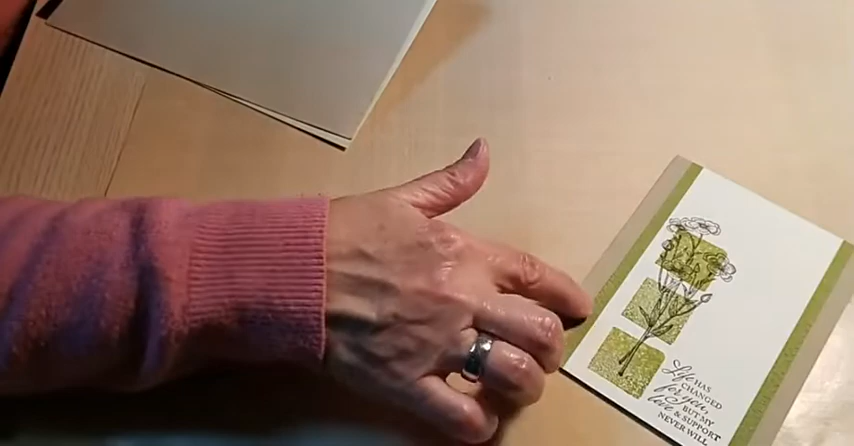 Life HAS
CHANGED
for you,
BUT MY
love & SUPPORT
NEVER WILL